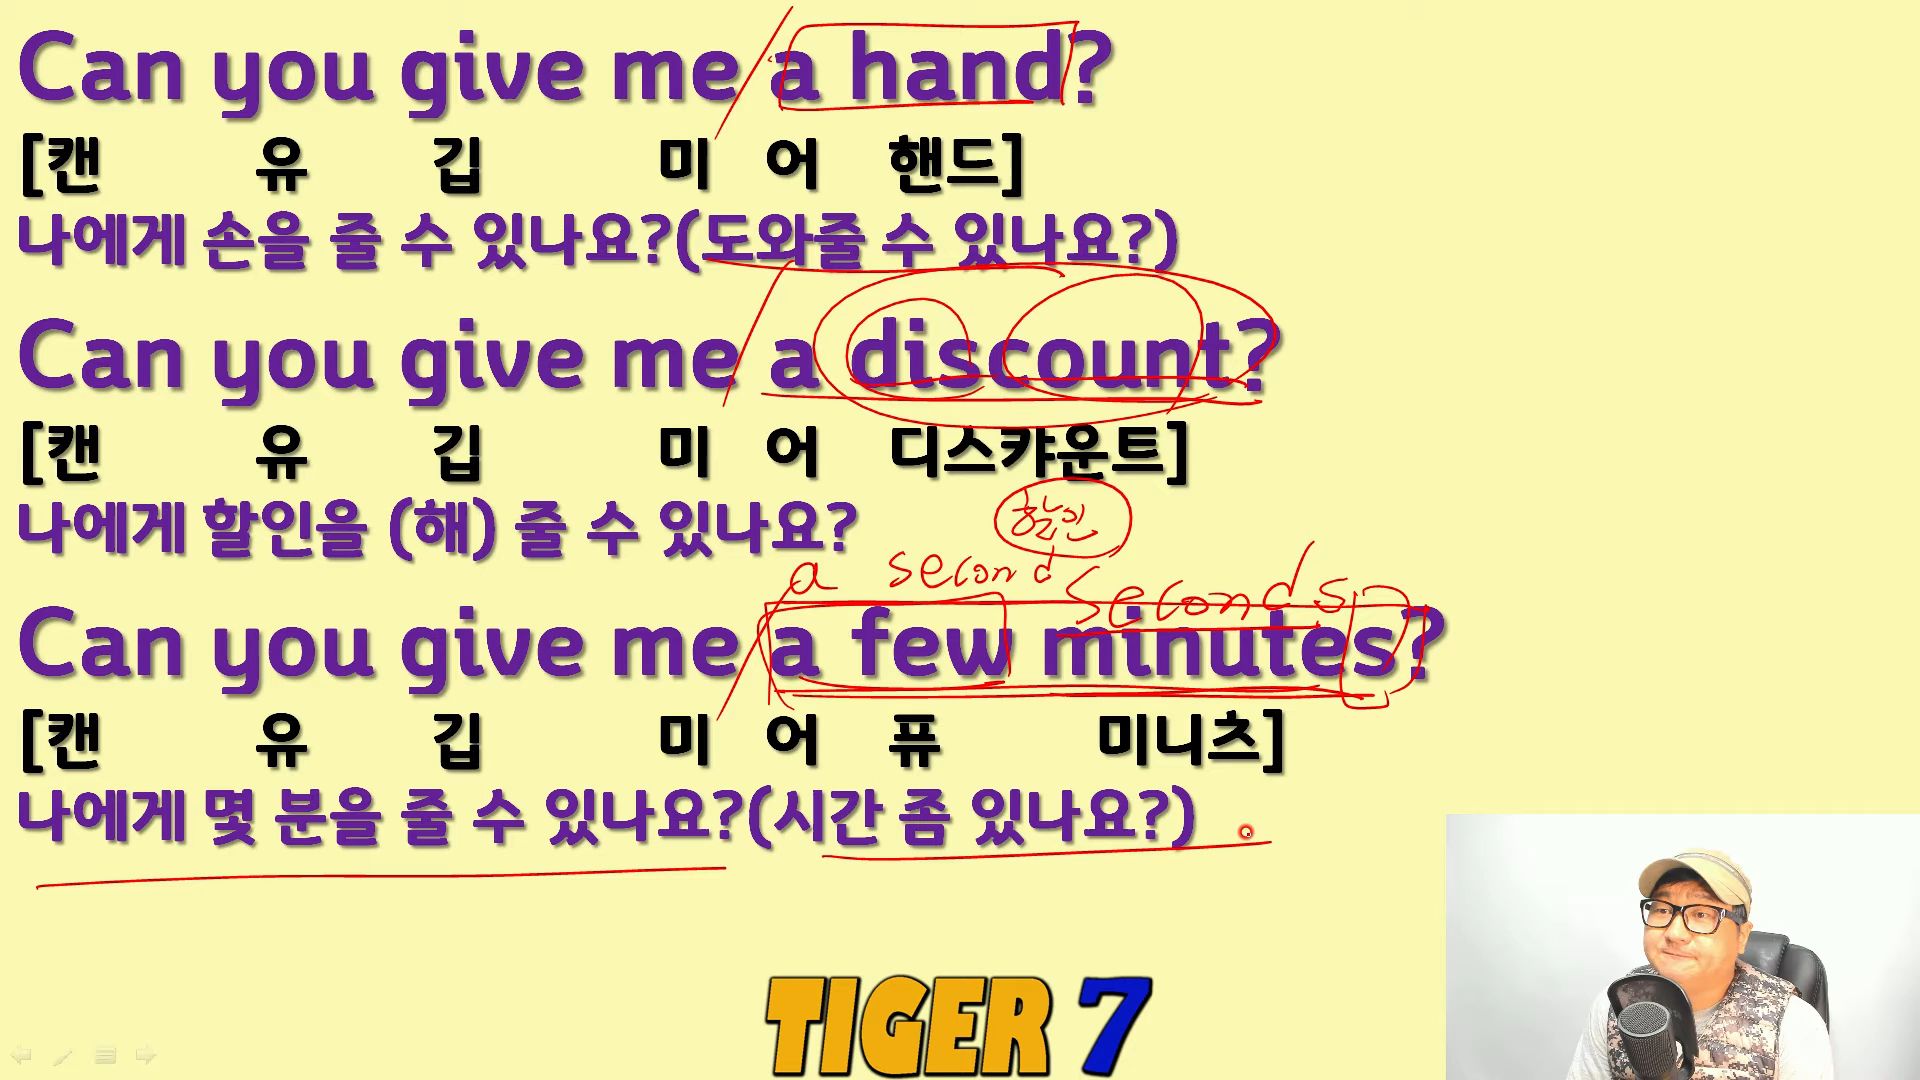 Can you give me a hand?
[캔 유 깁 미 어 핸드]
나에게 손을 줄 수 있나요?(도와줄 수 있나요?)
Can you give me a discount?
[캔 유 깁 미 어 디스캬운트]
나에게 할인을 (해) 줄 수 있나요?
할인
a second seconds
Can you give me a few minutes?
[캔 유 깁 미 어 퓨 미니츠]
나에게 몇 분을 줄 수 있나요?(시간 좀 있나요?)
TIGER 7